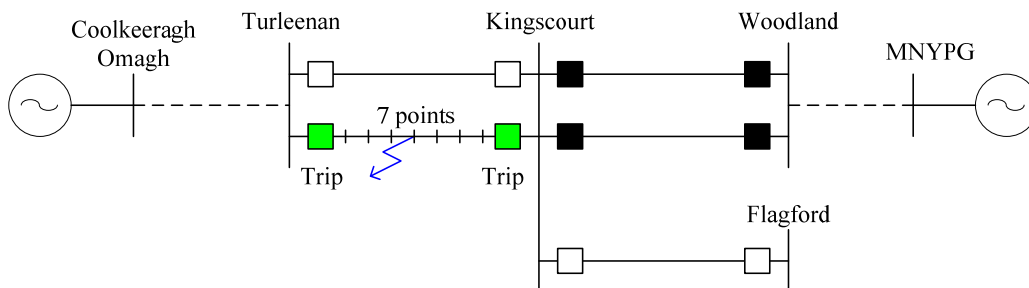 Coolkeeragh
Omagh
Turleenan
Kingscourt
Woodland
MNYPG
7 points
Trip
Trip
Flagford